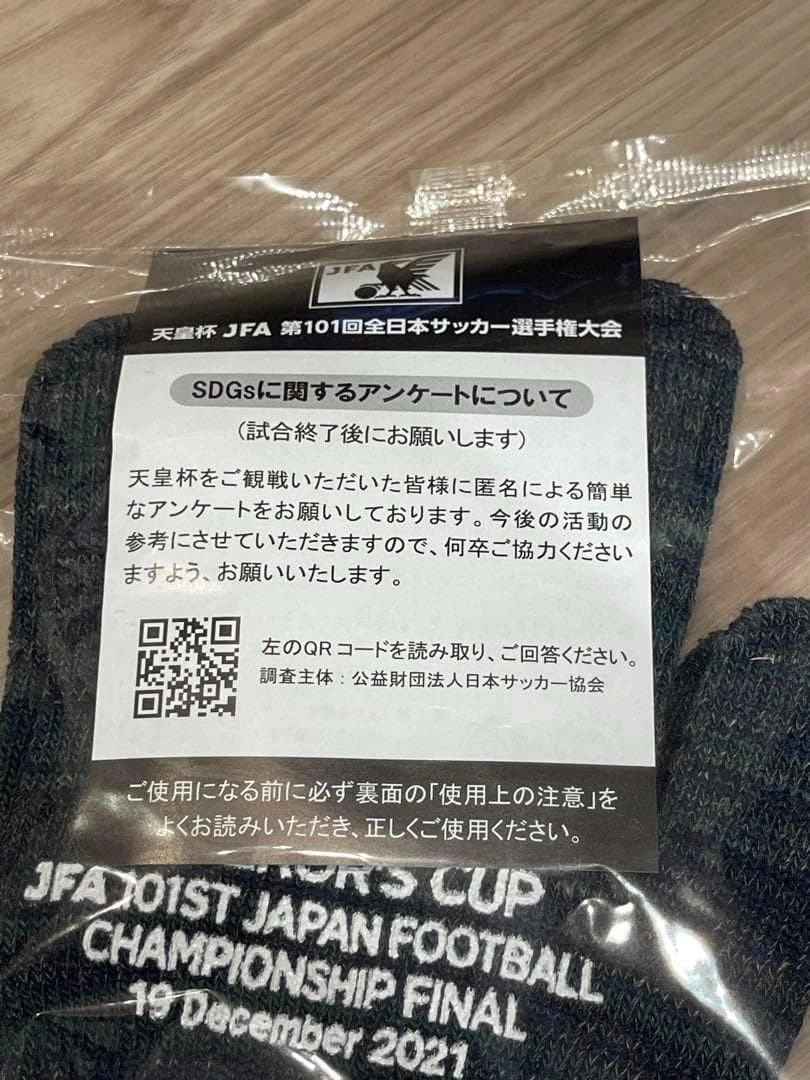 JFA
天皇杯 JFA 第101回全日本サッカー選手権大会
SDGsに関するアンケートについて
(試合終了後にお願いします)
天皇杯をご観戦いただいた皆様に匿名による簡単
なアンケートをお願いしております。今後の活動の
参考にさせていただきますので、何卒ご協力ください
ますよう、お願いいたします。
左のQRコードを読み取り、ご回答ください。
調査主体:公益財団法人日本サッカー協会
ご使用になる前に必ず裏面の「使用上の注意」を
よくお読みいただき、正しくご使用ください。
CUP
JFA 101ST JAPAN FOOTBALL
CHAMPIONSHIP FINAL
19 December 2021